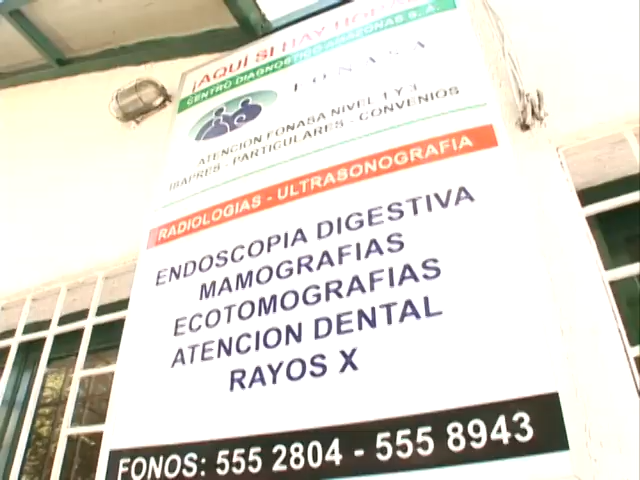 ¡AQUÍ SI HAY HORAS
CENTRO DIAGNOSTICO AMAZONAS S. A.
FONASA
ATENCION FONASA NIVEL 1 Y 3
ISAPRES - PARTICULARES - CONVENIOS
RADIOLOGIAS - ULTRASONOGRAFIA
ENDOSCOPIA DIGESTIVA
MAMOGRAFIAS
ECOTOMOGRAFIAS
ATENCION DENTAL
RAYOS X
FONOS: 555 2804 - 555 8943